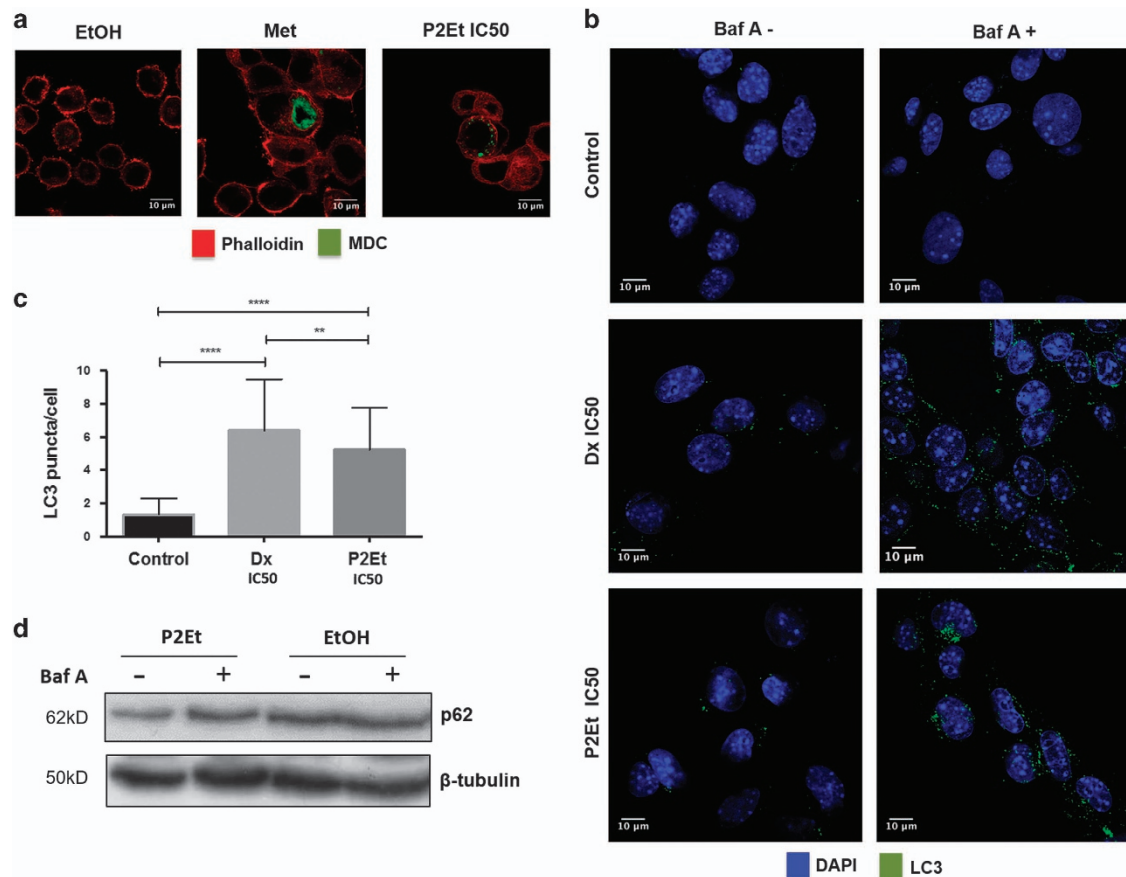 a
EtOH
Met
P2Et IC50
10 µm
10 µm
10 µm
Phalloidin
MDC
b
Baf A -
Baf A +
Control
10 µm
10 µm
Dx IC50
10 µm
10 µm
P2Et IC50
10 µm
10 µm
DAPI
LC3
c
****
****
**
LC3 puncta/cell
10
8
6
4
2
0
Control
Dx
IC50
P2Et
IC50
d
P2Et
EtOH
Baf A
–
+
–
+
62kD
p62
50kD
β-tubulin